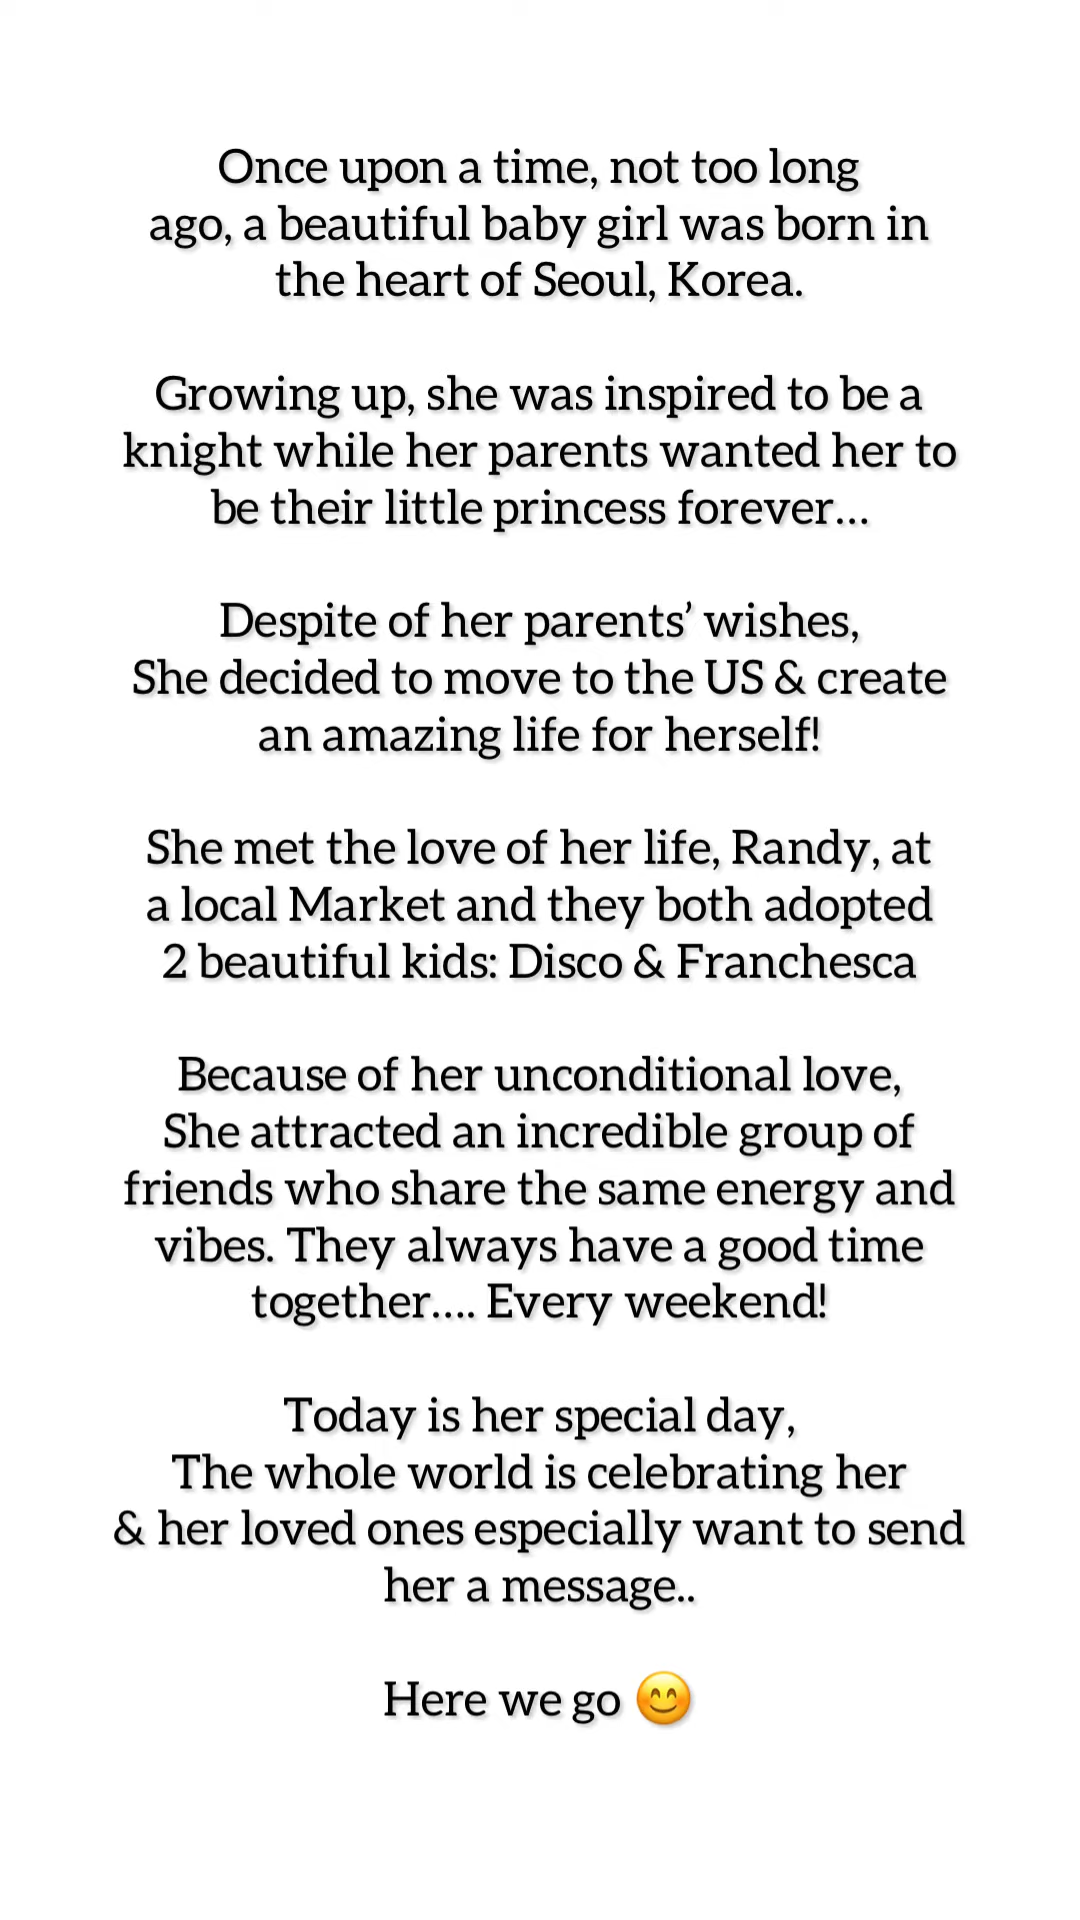 Once upon a time, not too long
ago, a beautiful baby girl was born in
the heart of Seoul, Korea.
Growing up, she was inspired to be a
knight while her parents wanted her to
be their little princess forever...
Despite of her parents’ wishes,
She decided to move to the US & create
an amazing life for herself!
She met the love of her life, Randy, at
a local Market and they both adopted
2 beautiful kids: Disco & Franchesca
Because of her unconditional love,
She attracted an incredible group of
friends who share the same energy and
vibes. They always have a good time
together.... Every weekend!
Today is her special day,
The whole world is celebrating her
& her loved ones especially want to send
her a message..
Here we go 😊